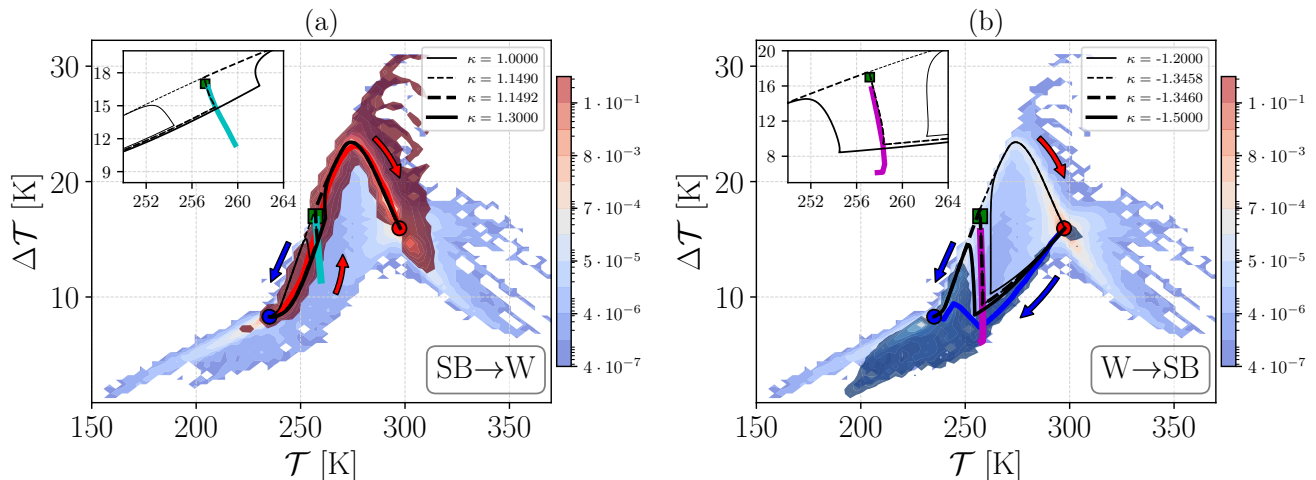 (a)
30
20
10
Δ𝒯 [K]
150 200 250 300 350
𝒯 [K]
18
15
12
9
252 256 260 264
κ = 1.0000
κ = 1.1490
κ = 1.1492
κ = 1.3000
SB→W
1·10⁻¹
8·10⁻³
7·10⁻⁴
6·10⁻⁵
5·10⁻⁵
4·10⁻⁶
4·10⁻⁷
(b)
30
20
10
Δ𝒯 [K]
150 200 250 300 350
𝒯 [K]
20
16
12
8
252 256 260 264
κ = -1.2000
κ = -1.3458
κ = -1.3460
κ = -1.5000
W→SB
1·10⁻¹
8·10⁻³
7·10⁻⁴
6·10⁻⁵
5·10⁻⁵
4·10⁻⁶
4·10⁻⁷